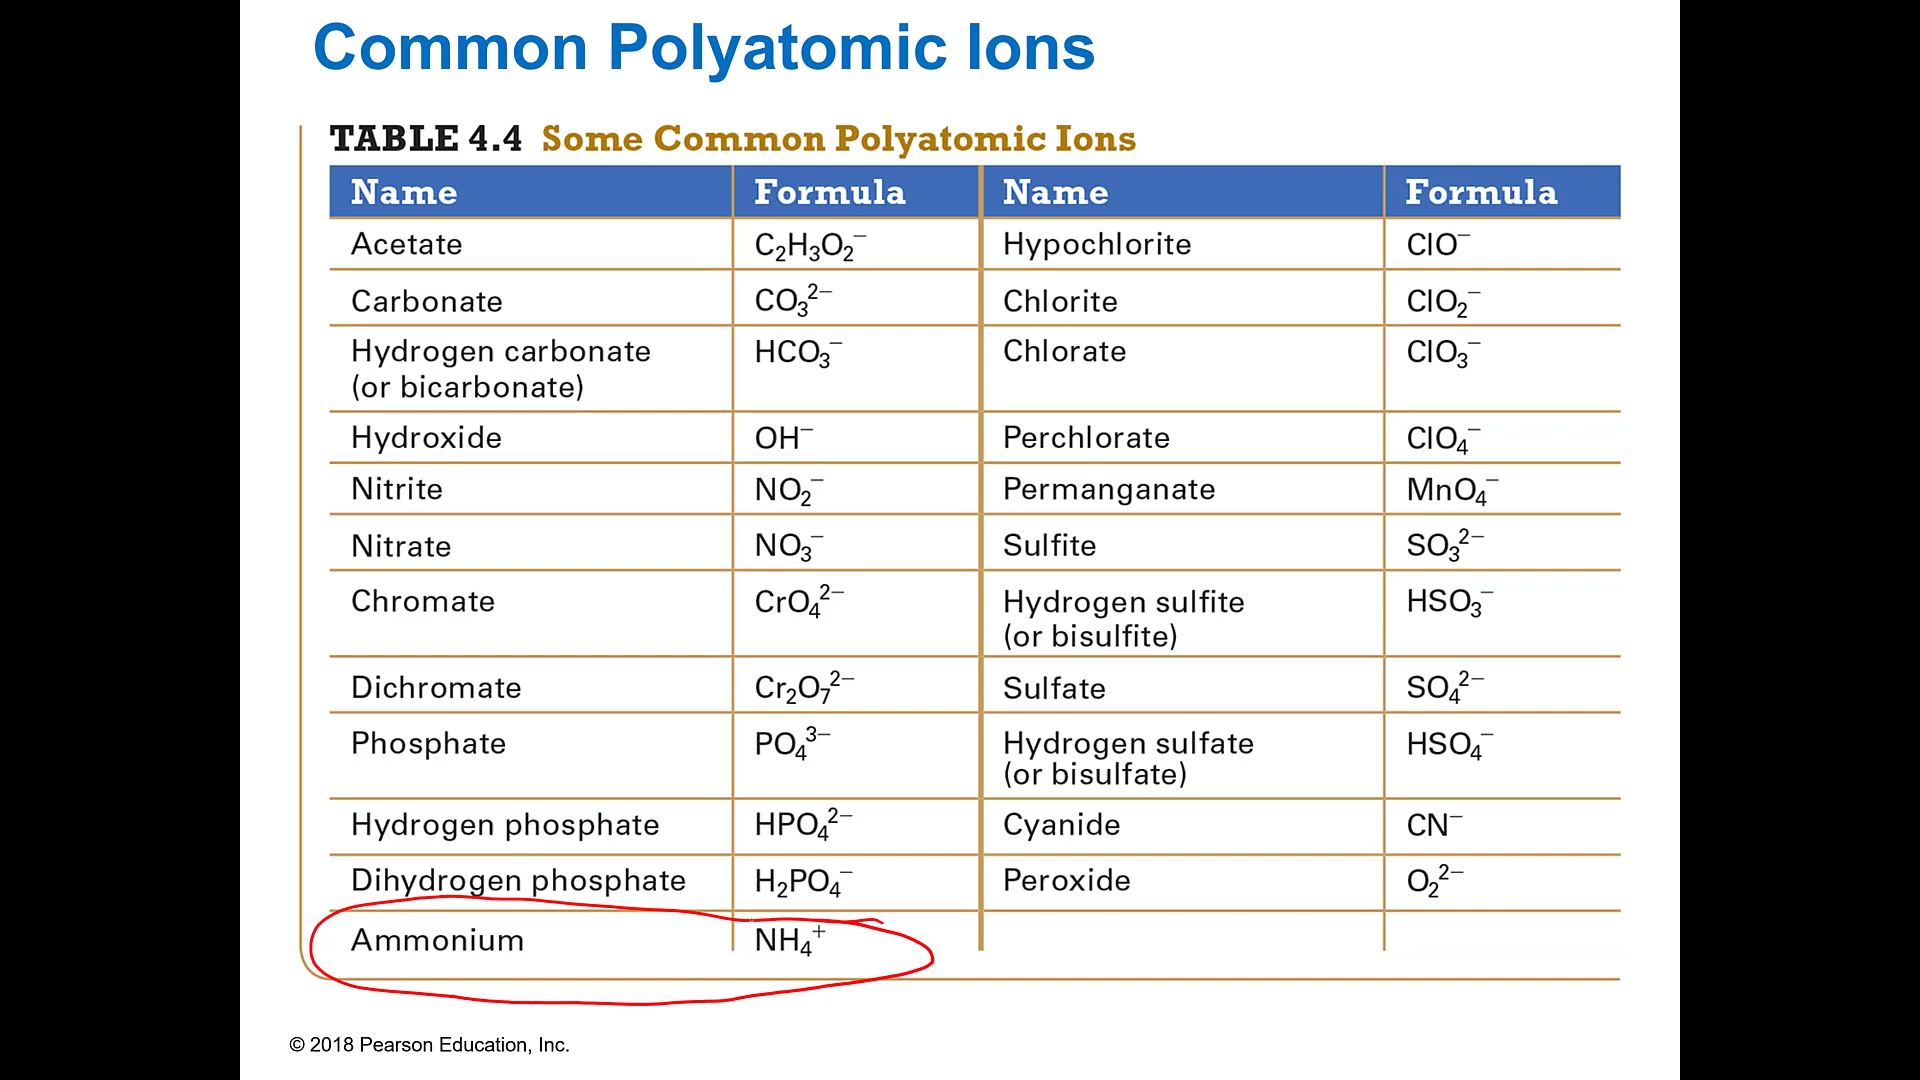 Common Polyatomic Ions
TABLE 4.4 Some Common Polyatomic Ions
Name Formula Name Formula
Acetate C₂H₃O₂⁻ Hypochlorite ClO⁻
Carbonate CO₃²⁻ Chlorite ClO₂⁻
Hydrogen carbonate HCO₃⁻ Chlorate ClO₃⁻
(or bicarbonate)
Hydroxide OH⁻ Perchlorate ClO₄⁻
Nitrite NO₂⁻ Permanganate MnO₄⁻
Nitrate NO₃⁻ Sulfite SO₃²⁻
Chromate CrO₄²⁻ Hydrogen sulfite HSO₃⁻
(or bisulfite)
Dichromate Cr₂O₇²⁻ Sulfate SO₄²⁻
Phosphate PO₄³⁻ Hydrogen sulfate HSO₄⁻
(or bisulfate)
Hydrogen phosphate HPO₄²⁻ Cyanide CN⁻
Dihydrogen phosphate H₂PO₄⁻ Peroxide O₂²⁻
Ammonium NH₄⁺
© 2018 Pearson Education, Inc.